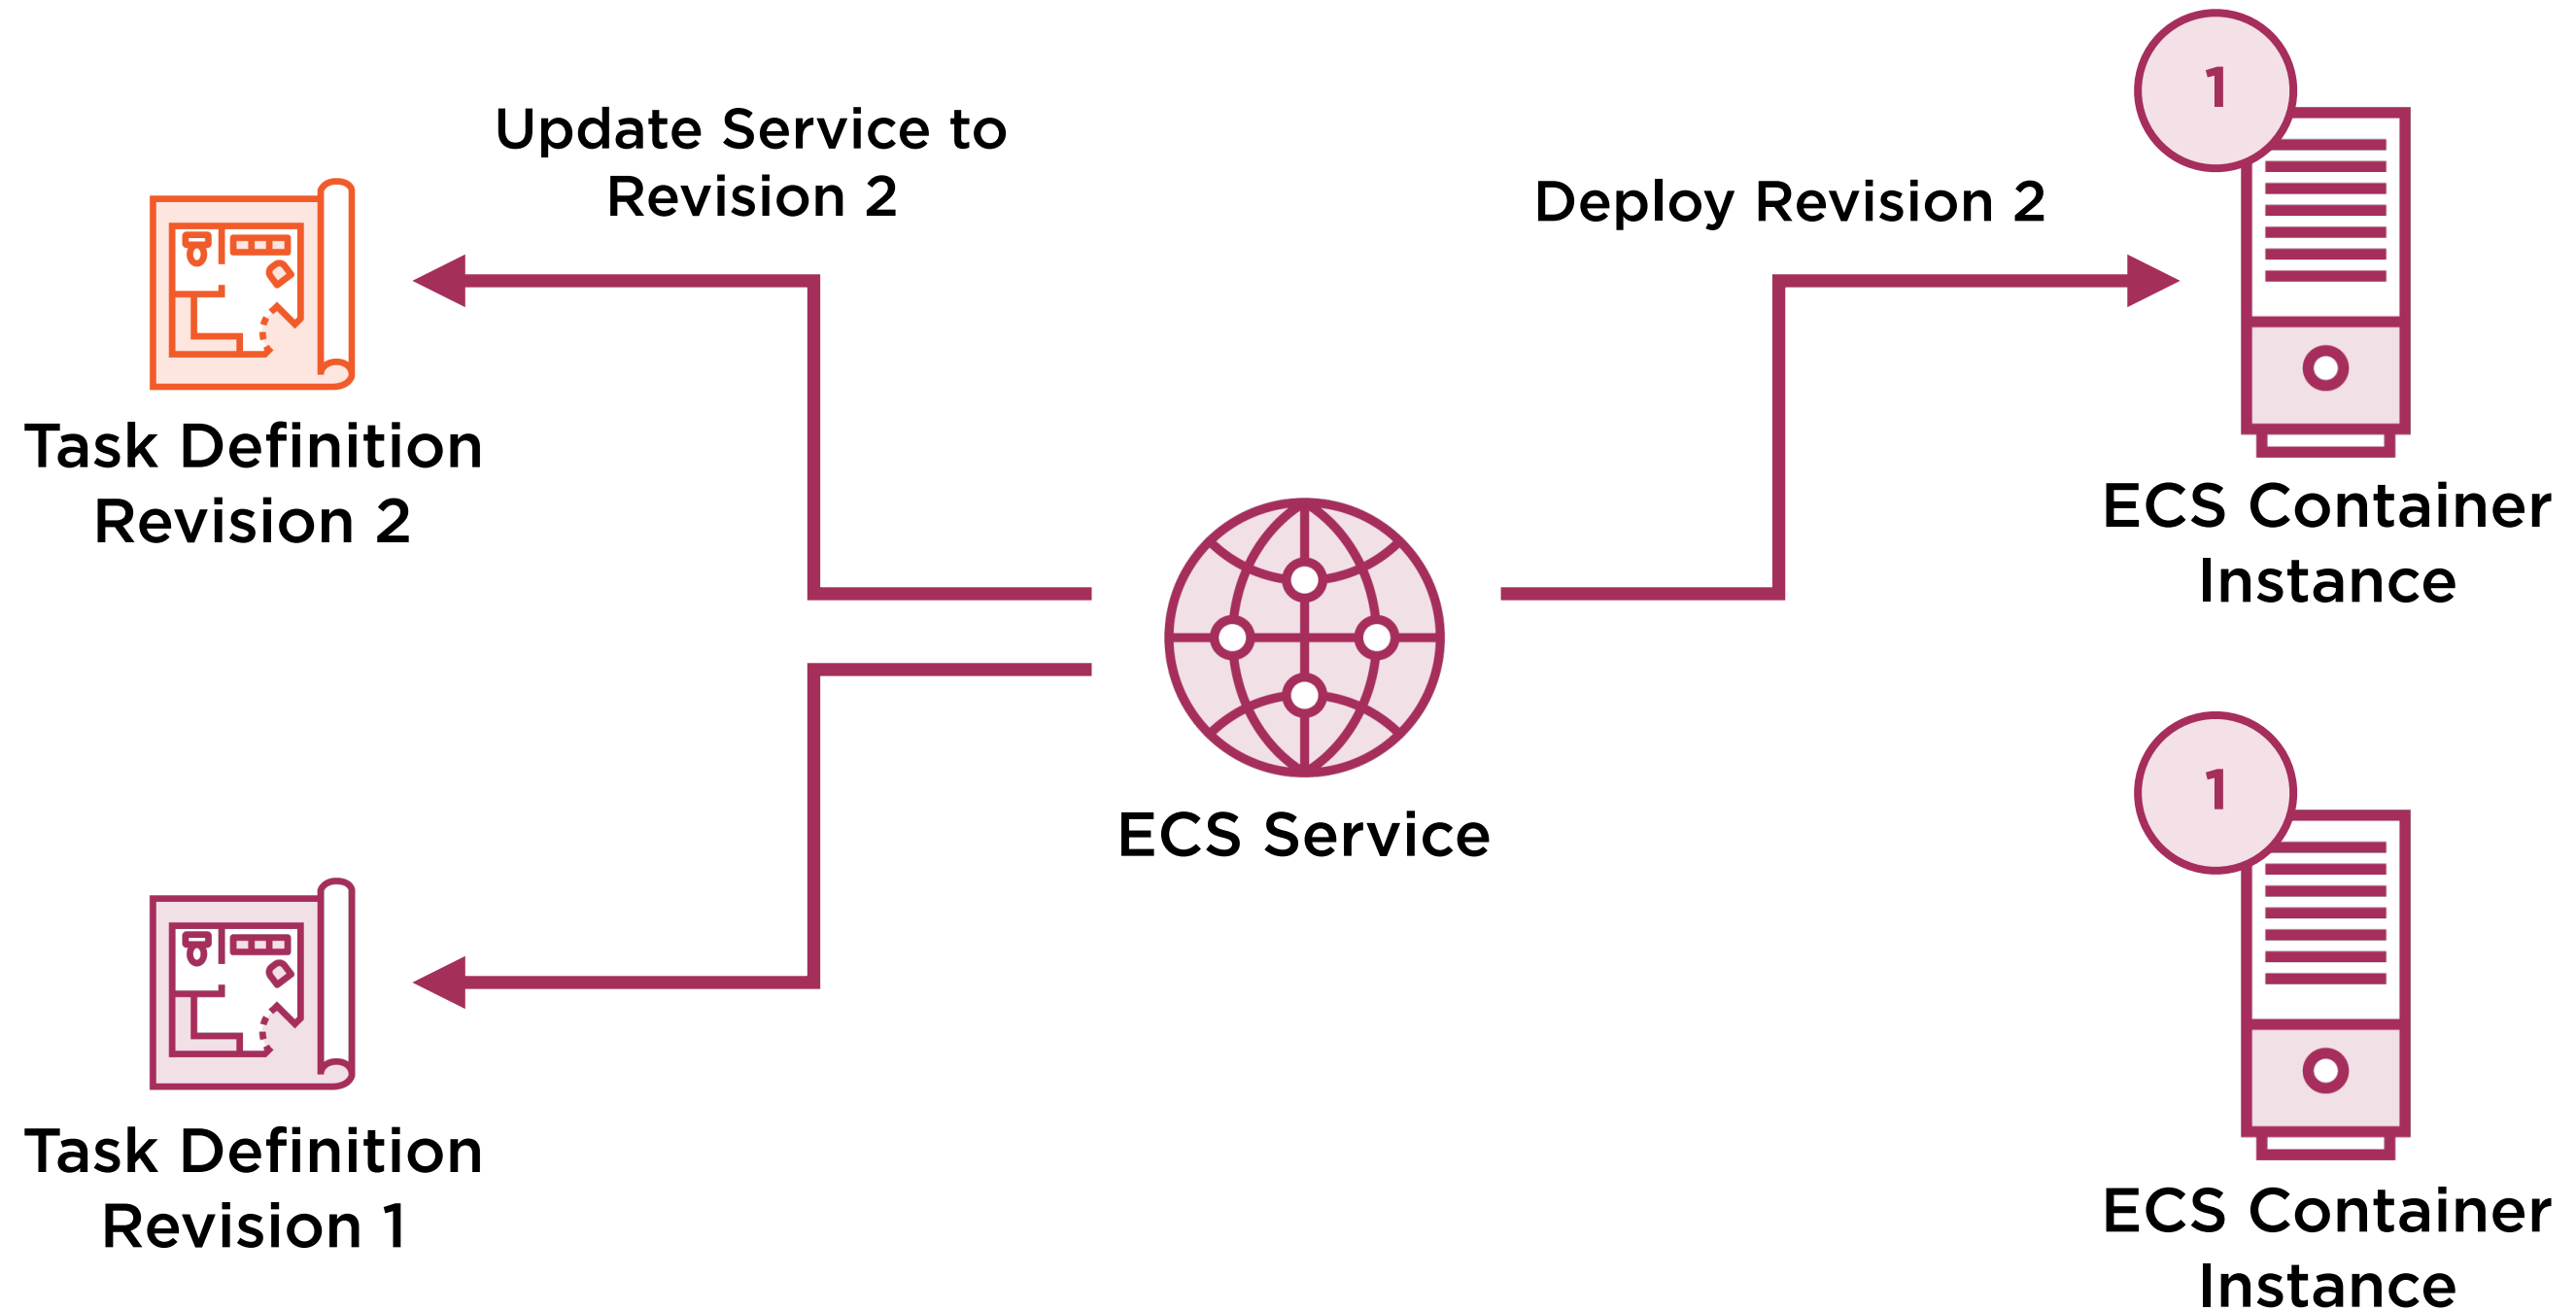 Update Service to
Revision 2
Task Definition
Revision 2
Deploy Revision 2
1
ECS Container
Instance
ECS Service
Task Definition
Revision 1
1
ECS Container
Instance